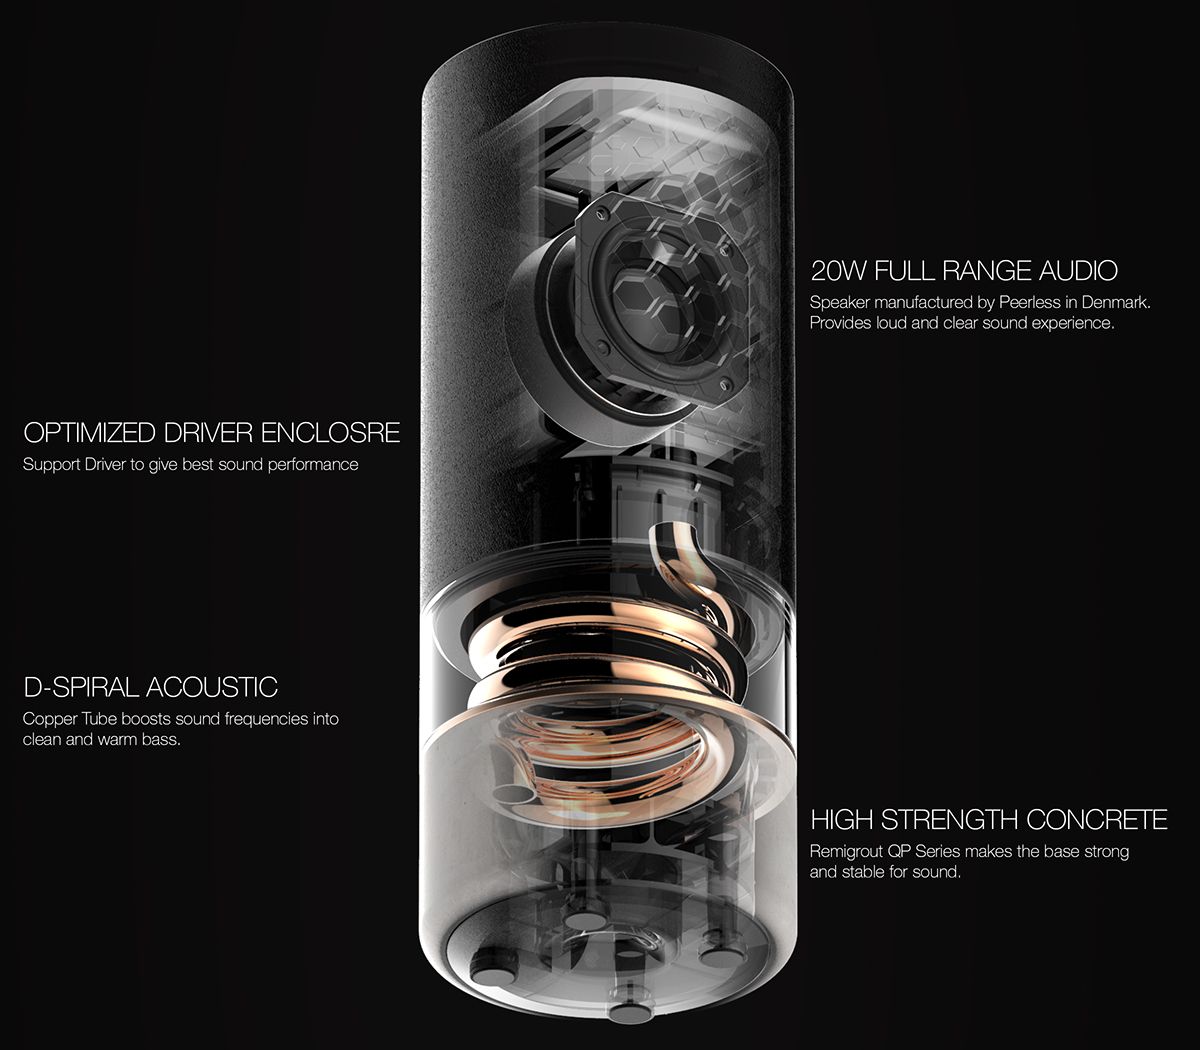 20W FULL RANGE AUDIO
Speaker manufactured by Peerless in Denmark.
Provides loud and clear sound experience.
OPTIMIZED DRIVER ENCLOSRE
Support Driver to give best sound performance
D-SPIRAL ACOUSTIC
Copper Tube boosts sound frequencies into
clean and warm bass.
HIGH STRENGTH CONCRETE
Remigrout QP Series makes the base strong
and stable for sound.